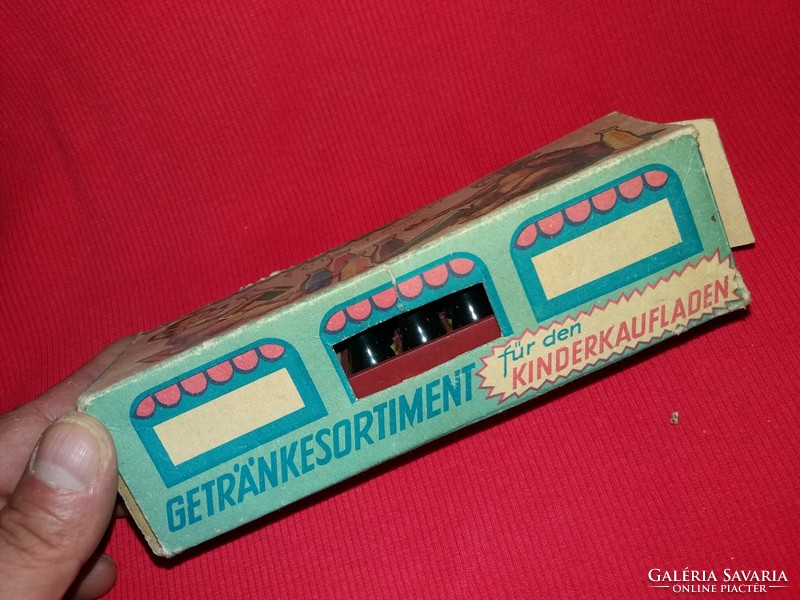 GETRÄNKESORTIMENT
für den
KINDERKAUFLADEN
GALÉRIA SAVARIA
ONLINE PIACTÉR